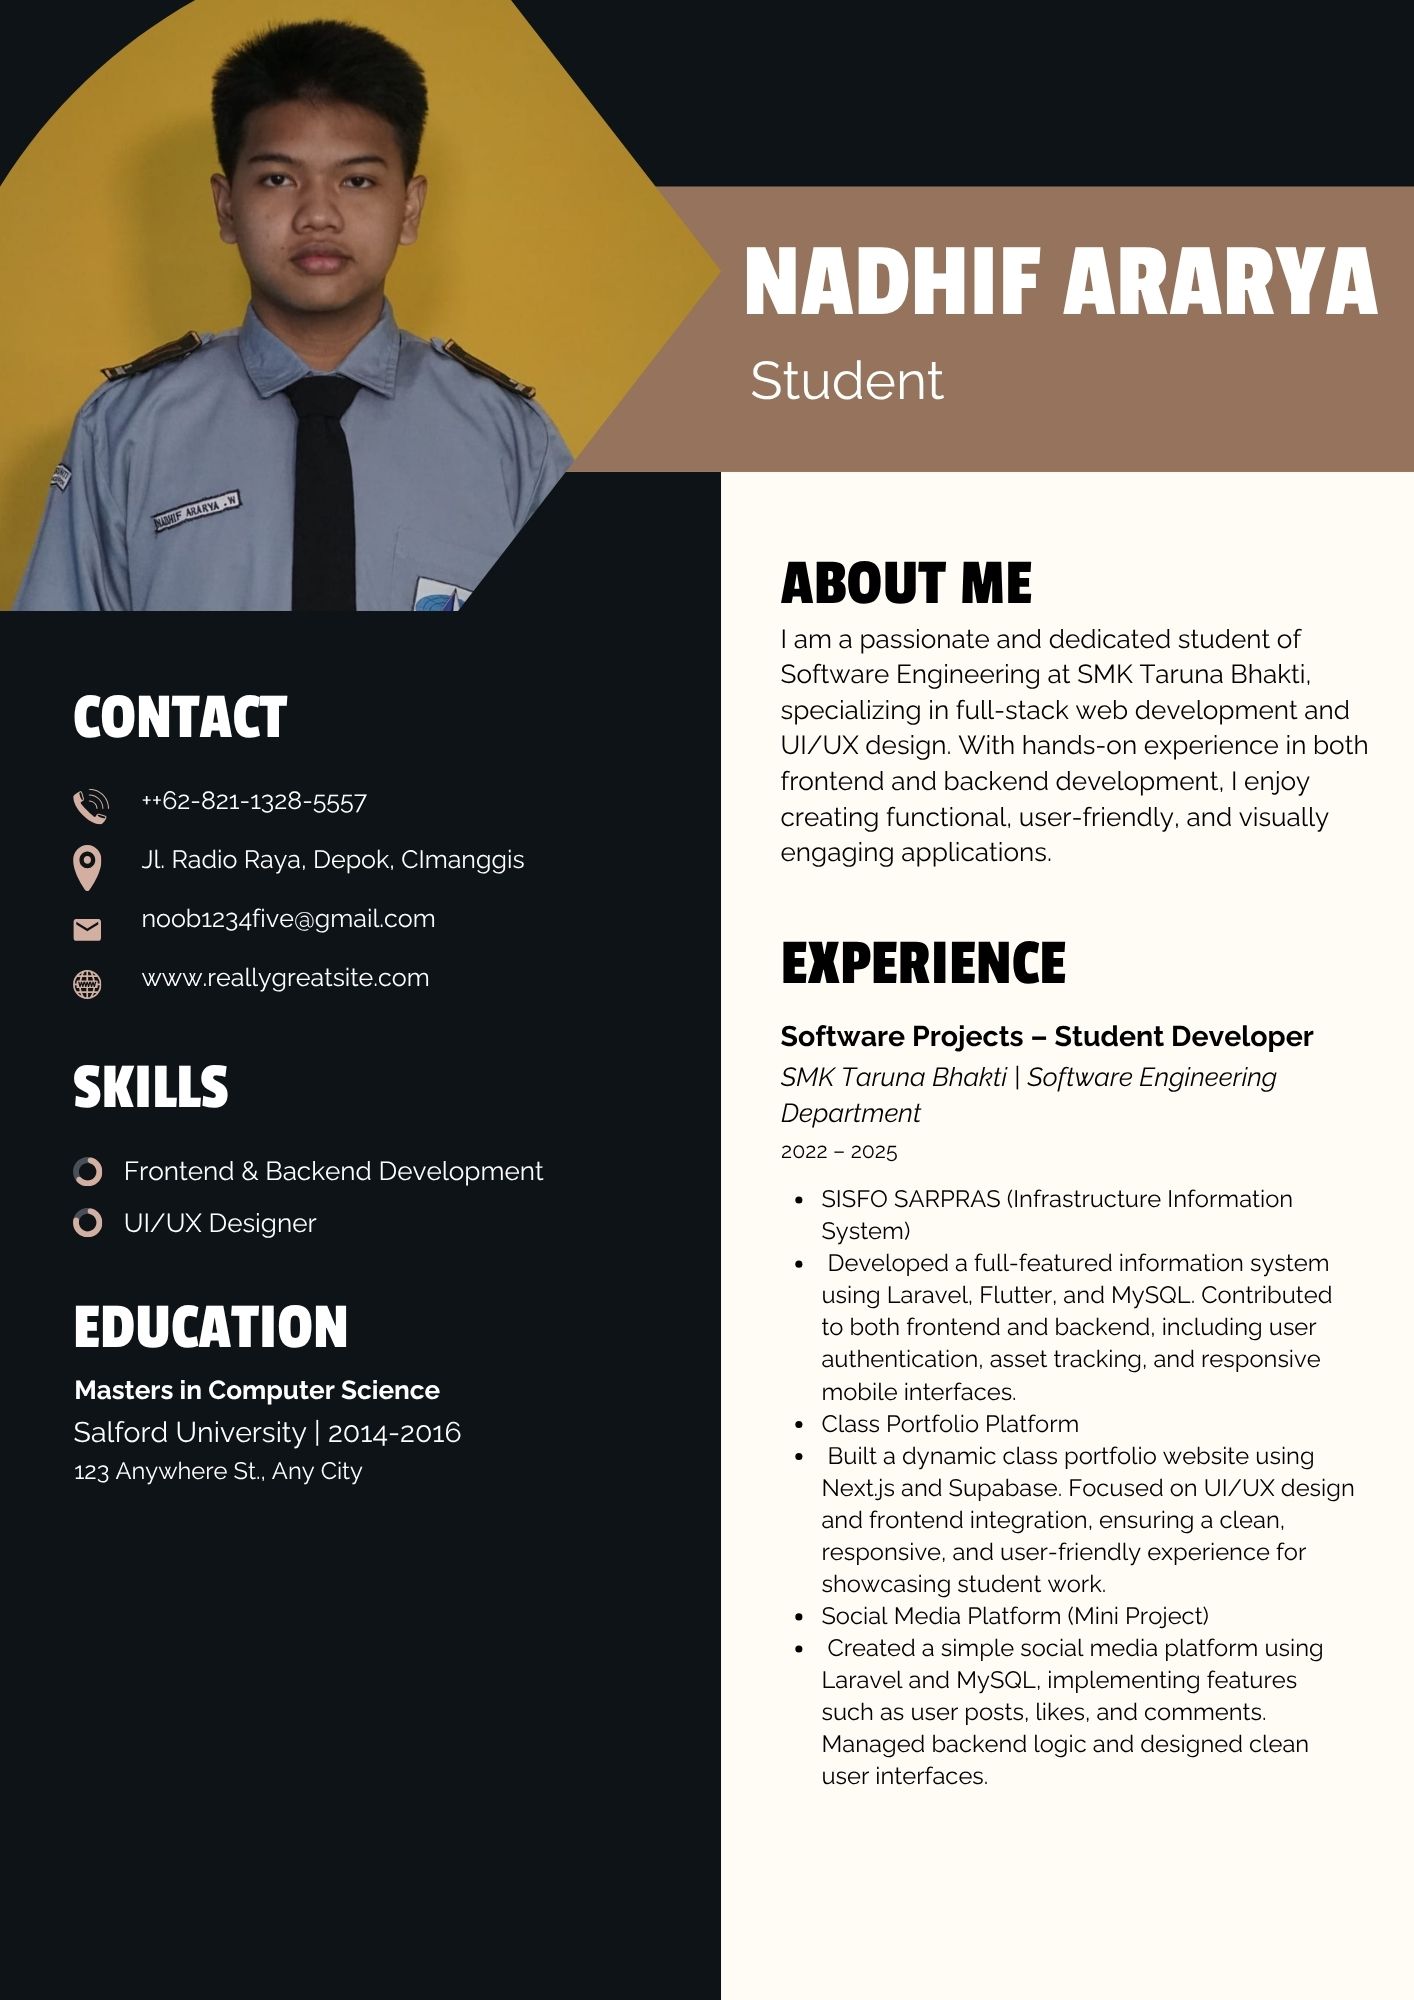 NADHIF ARARYA
Student
NADHIF ARARYA .W
CONTACT
++62-821-1328-5557
Jl. Radio Raya, Depok, CImanggis
noob1234five@gmail.com
www.reallygreatsite.com
SKILLS
Frontend & Backend Development
UI/UX Designer
EDUCATION
Masters in Computer Science
Salford University | 2014-2016
123 Anywhere St., Any City
ABOUT ME
I am a passionate and dedicated student of
Software Engineering at SMK Taruna Bhakti,
specializing in full-stack web development and
UI/UX design. With hands-on experience in both
frontend and backend development, I enjoy
creating functional, user-friendly, and visually
engaging applications.
EXPERIENCE
Software Projects – Student Developer
SMK Taruna Bhakti | Software Engineering
Department
2022 – 2025
• SISFO SARPRAS (Infrastructure Information
System)
• Developed a full-featured information system
using Laravel, Flutter, and MySQL. Contributed
to both frontend and backend, including user
authentication, asset tracking, and responsive
mobile interfaces.
• Class Portfolio Platform
• Built a dynamic class portfolio website using
Next.js and Supabase. Focused on UI/UX design
and frontend integration, ensuring a clean,
responsive, and user-friendly experience for
showcasing student work.
• Social Media Platform (Mini Project)
• Created a simple social media platform using
Laravel and MySQL, implementing features
such as user posts, likes, and comments.
Managed backend logic and designed clean
user interfaces.